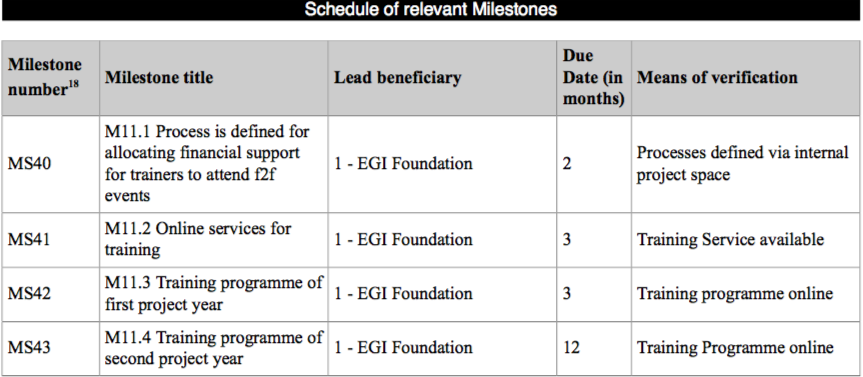 Schedule of relevant Milestones
Milestone number18 Milestone title Lead beneficiary Due Date (in months) Means of verification
MS40 M11.1 Process is defined for allocating financial support for trainers to attend f2f events 1 - EGI Foundation 2 Processes defined via internal project space
MS41 M11.2 Online services for training 1 - EGI Foundation 3 Training Service available
MS42 M11.3 Training programme of first project year 1 - EGI Foundation 3 Training programme online
MS43 M11.4 Training programme of second project year 1 - EGI Foundation 12 Training Programme online